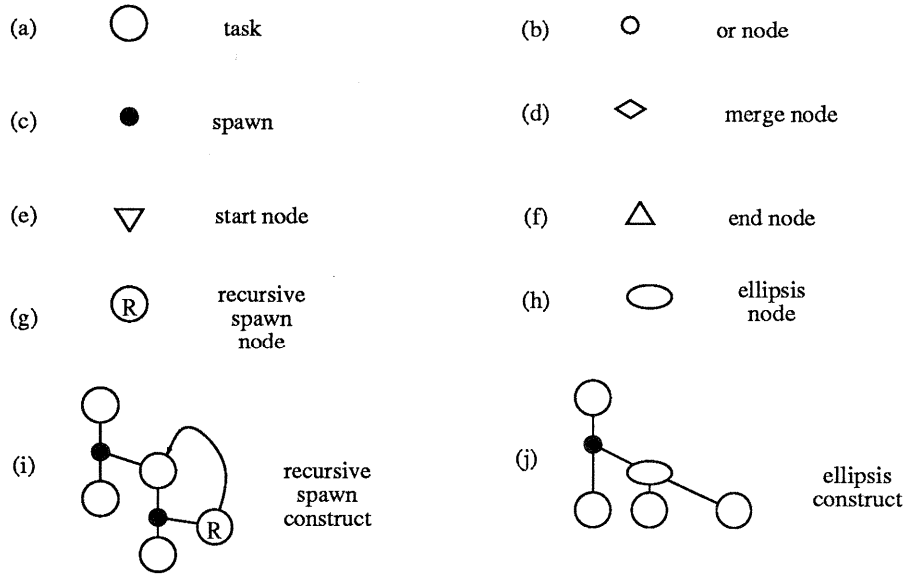 (a) task (b) or node
(c) spawn (d) merge node
(e) start node (f) end node
(g) R recursive
spawn
node
(h) ellipsis
node
(i) R recursive
spawn
construct
(j) ellipsis
construct